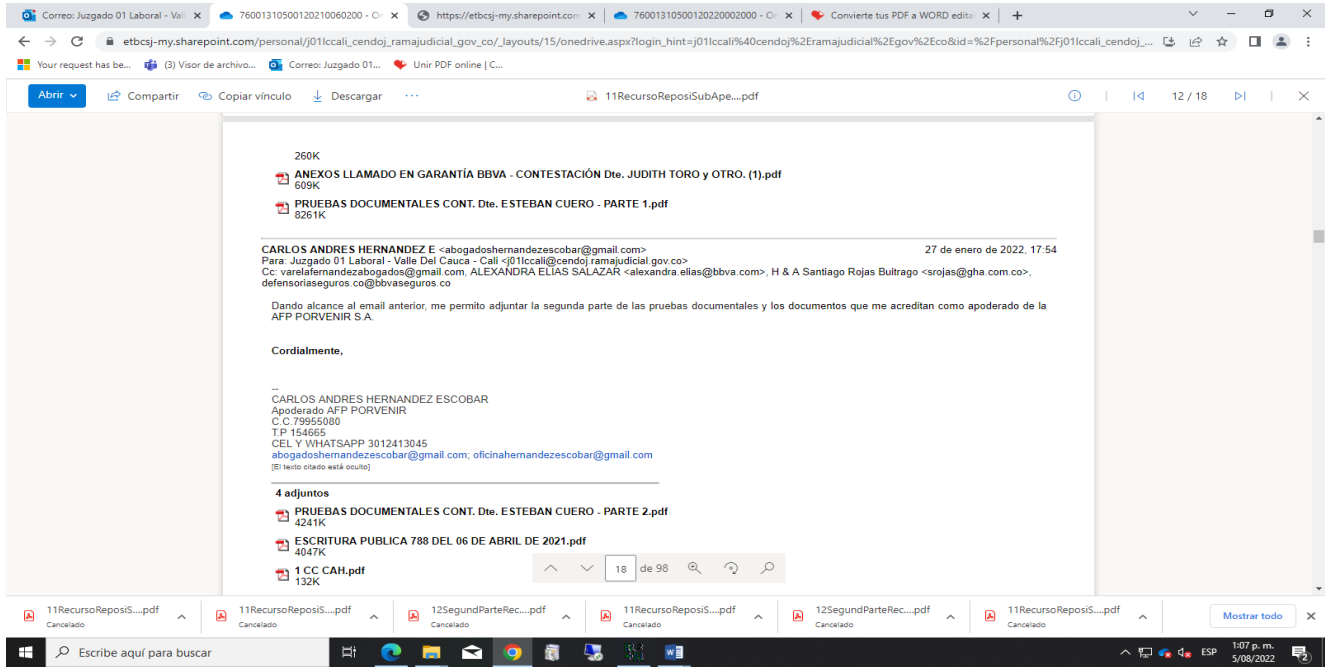 Correo: Juzgado 01 Laboral - Vall
76001310500120210060200 - On
https://etbcsj-my.sharepoint.com
76001310500120220002000 - On
Convierte tus PDF a WORD edital
etbcsj-my.sharepoint.com/personal/j01lccali_cendoj_ramajudicial_gov_co/_layouts/15/onedrive.aspx?login_hint=j01lccali%40cendoj%2Eramajudicial%2Egov%2Eco&id=%2Fpersonal%2Fj01lccali_cendoj_...
Your request has be...
(3) Visor de archivo...
Correo: Juzgado 01...
Unir PDF online | C...
Abrir
Compartir
Copiar vínculo
Descargar
...
11RecursoReposiSubApe....pdf
12 / 18
260K
ANEXOS LLAMADO EN GARANTÍA BBVA - CONTESTACIÓN Dte. JUDITH TORO y OTRO. (1).pdf
609K
PRUEBAS DOCUMENTALES CONT. Dte. ESTEBAN CUERO - PARTE 1.pdf
8261K
CARLOS ANDRES HERNANDEZ E <abogadoshernandezescobar@gmail.com> 27 de enero de 2022, 17:54
Para: Juzgado 01 Laboral - Valle Del Cauca - Cali <j01lccali@cendoj.ramajudicial.gov.co>
Cc: varelafernandezabogados@gmail.com, ALEXANDRA ELIAS SALAZAR <alexandra.elias@bbva.com>, H & A Santiago Rojas Buitrago <srojas@gha.com.co>,
defensoriaseguros.co@bbvaseguros.co
Dando alcance al email anterior, me permito adjuntar la segunda parte de las pruebas documentales y los documentos que me acreditan como apoderado de la
AFP PORVENIR S.A.
Cordialmente,
--
CARLOS ANDRES HERNANDEZ ESCOBAR
Apoderado AFP PORVENIR
C.C.79955080
T.P 154665
CEL Y WHATSAPP 3012413045
abogadoshernandezescobar@gmail.com; oficinahernandezescobar@gmail.com
[El texto citado está oculto]
4 adjuntos
PRUEBAS DOCUMENTALES CONT. Dte. ESTEBAN CUERO - PARTE 2.pdf
4241K
ESCRITURA PUBLICA 788 DEL 06 DE ABRIL DE 2021.pdf
4047K
1 CC CAH.pdf
132K
18 de 98
11RecursoReposiS....pdf
Cancelado
11RecursoReposiS....pdf
Cancelado
12SegundParteRec....pdf
Cancelado
11RecursoReposiS....pdf
Cancelado
12SegundParteRec....pdf
Cancelado
11RecursoReposiS....pdf
Cancelado
Mostrar todo
Escribe aquí para buscar
ESP
1:07 p. m.
5/08/2022
2